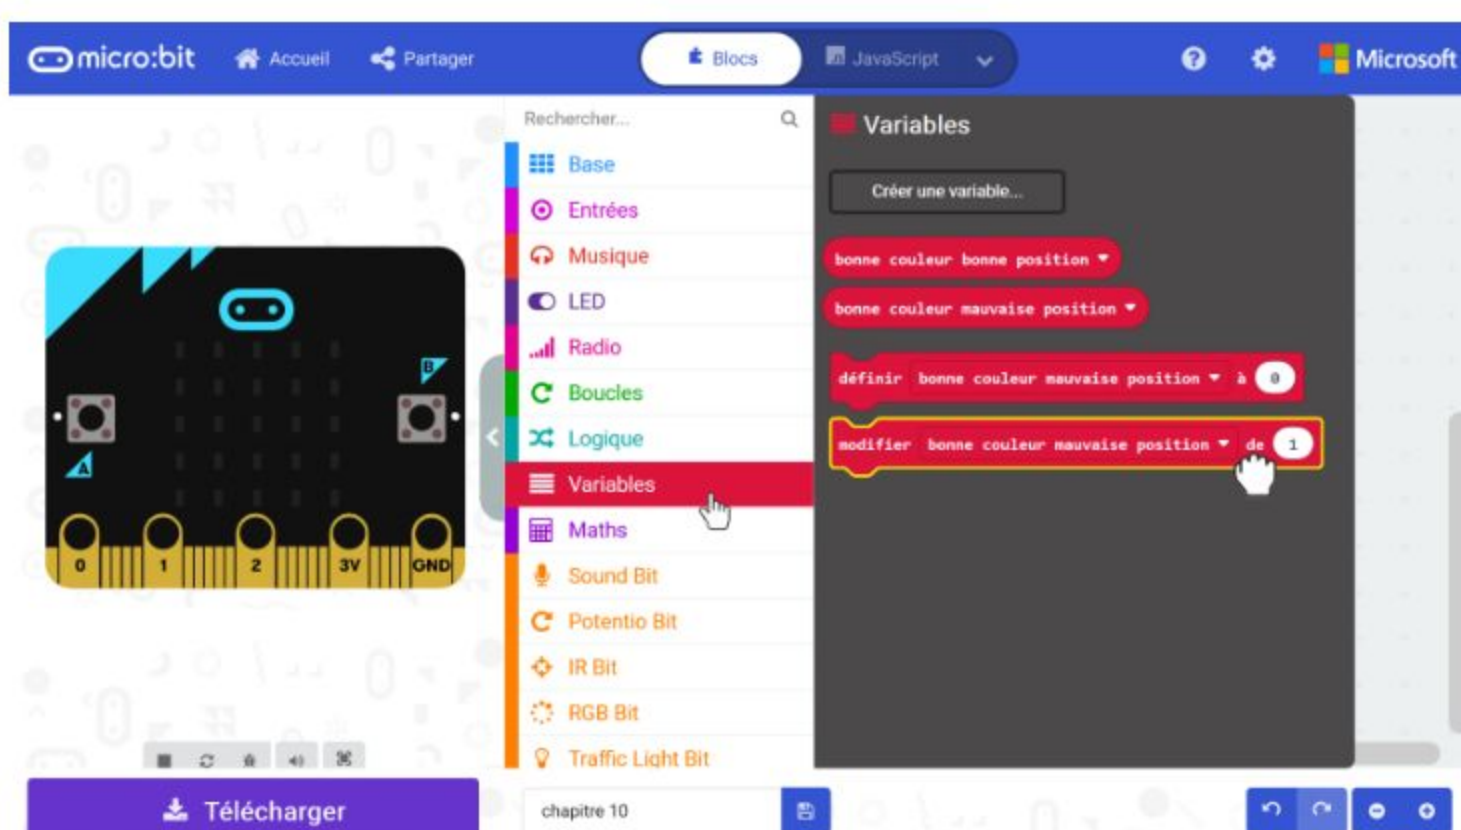 micro:bit Accueil Partager Blocs JavaScript Microsoft
Rechercher...
Base
Entrées
Musique
LED
Radio
Boucles
Logique
Variables
Maths
Sound Bit
Potentio Bit
IR Bit
RGB Bit
Traffic Light Bit
Variables
Créer une variable...
bonne couleur bonne position
bonne couleur mauvaise position
définir bonne couleur mauvaise position à 0
modifier bonne couleur mauvaise position de 1
A
B
0 1 2 3V GND
Télécharger
chapitre 10